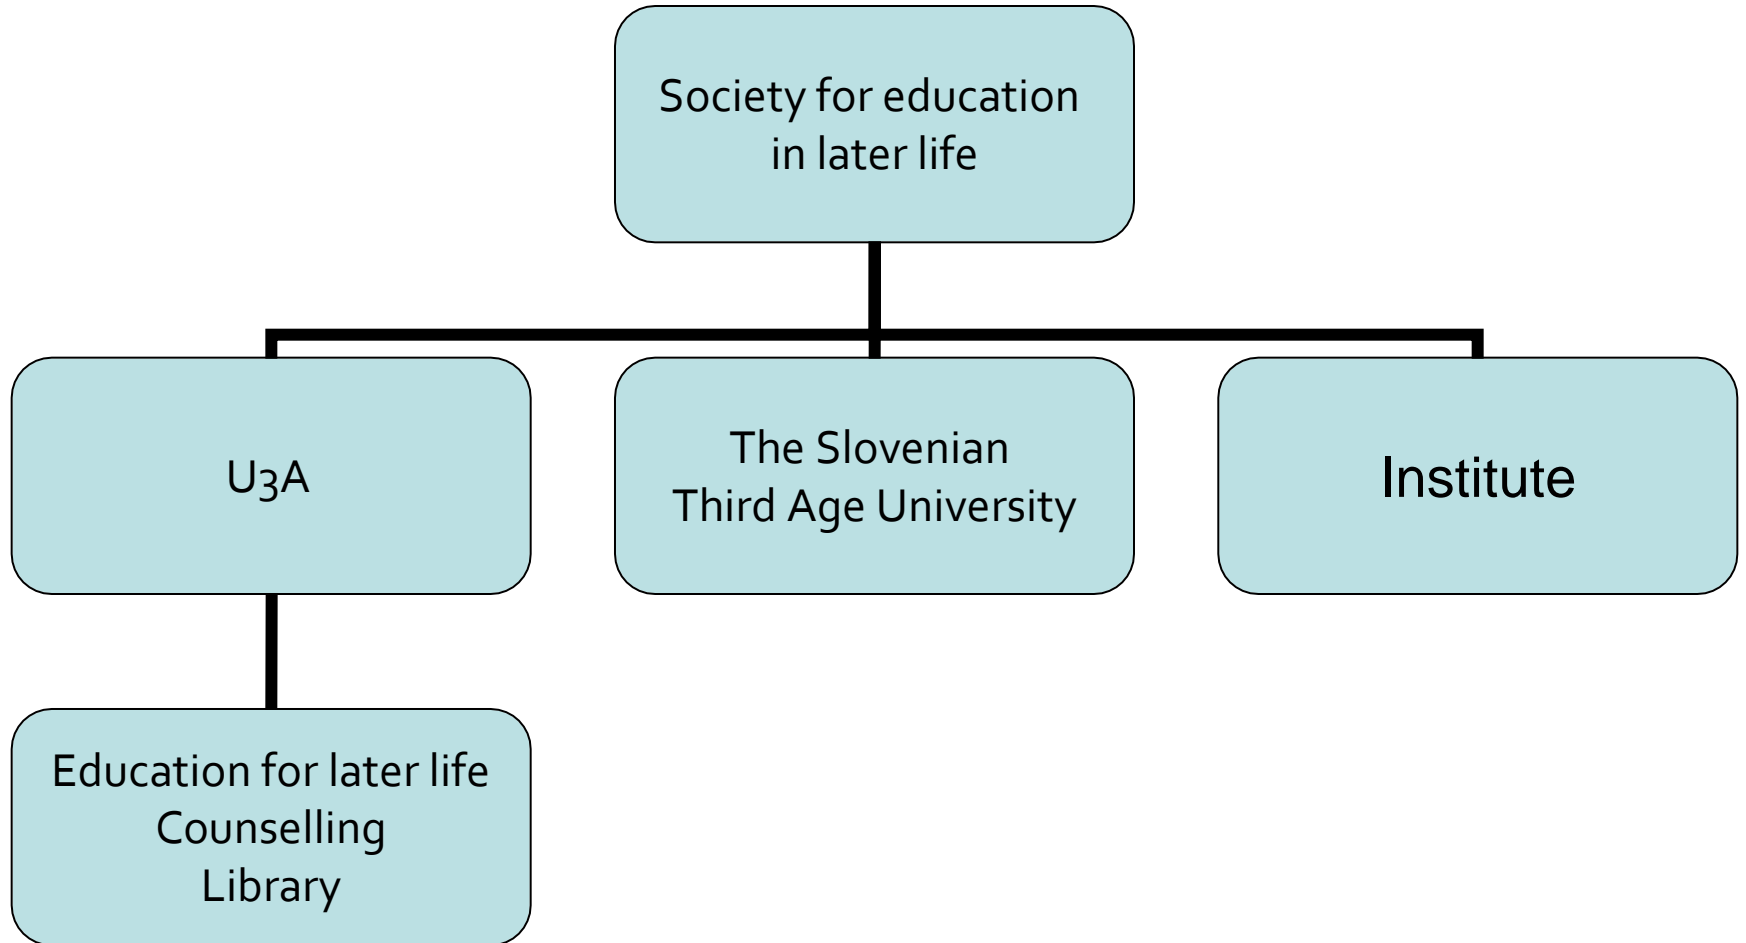 Society for education
in later life
U3A
The Slovenian
Third Age University
Institute
Education for later life
Counselling
Library